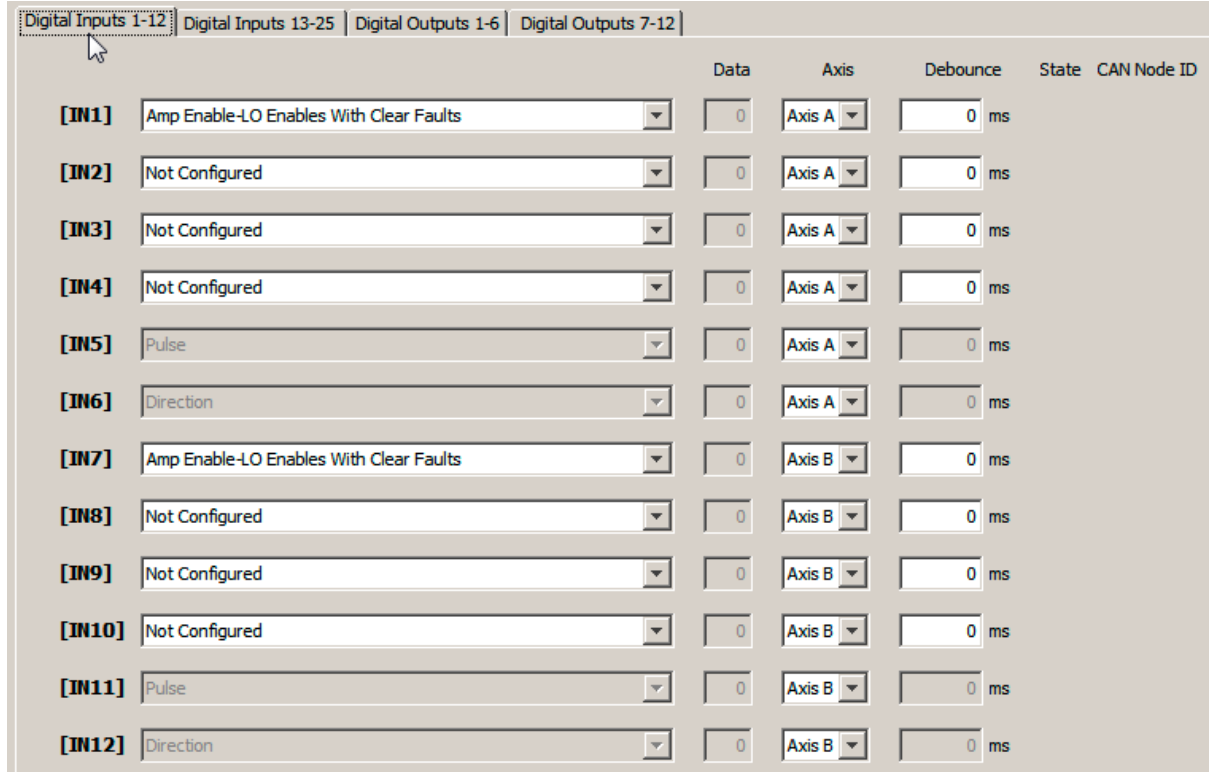 Digital Inputs 1-12 Digital Inputs 13-25 Digital Outputs 1-6 Digital Outputs 7-12
Data Axis Debounce State CAN Node ID
[IN1] Amp Enable-LO Enables With Clear Faults 0 Axis A 0 ms
[IN2] Not Configured 0 Axis A 0 ms
[IN3] Not Configured 0 Axis A 0 ms
[IN4] Not Configured 0 Axis A 0 ms
[IN5] Pulse 0 Axis A 0 ms
[IN6] Direction 0 Axis A 0 ms
[IN7] Amp Enable-LO Enables With Clear Faults 0 Axis B 0 ms
[IN8] Not Configured 0 Axis B 0 ms
[IN9] Not Configured 0 Axis B 0 ms
[IN10] Not Configured 0 Axis B 0 ms
[IN11] Pulse 0 Axis B 0 ms
[IN12] Direction 0 Axis B 0 ms